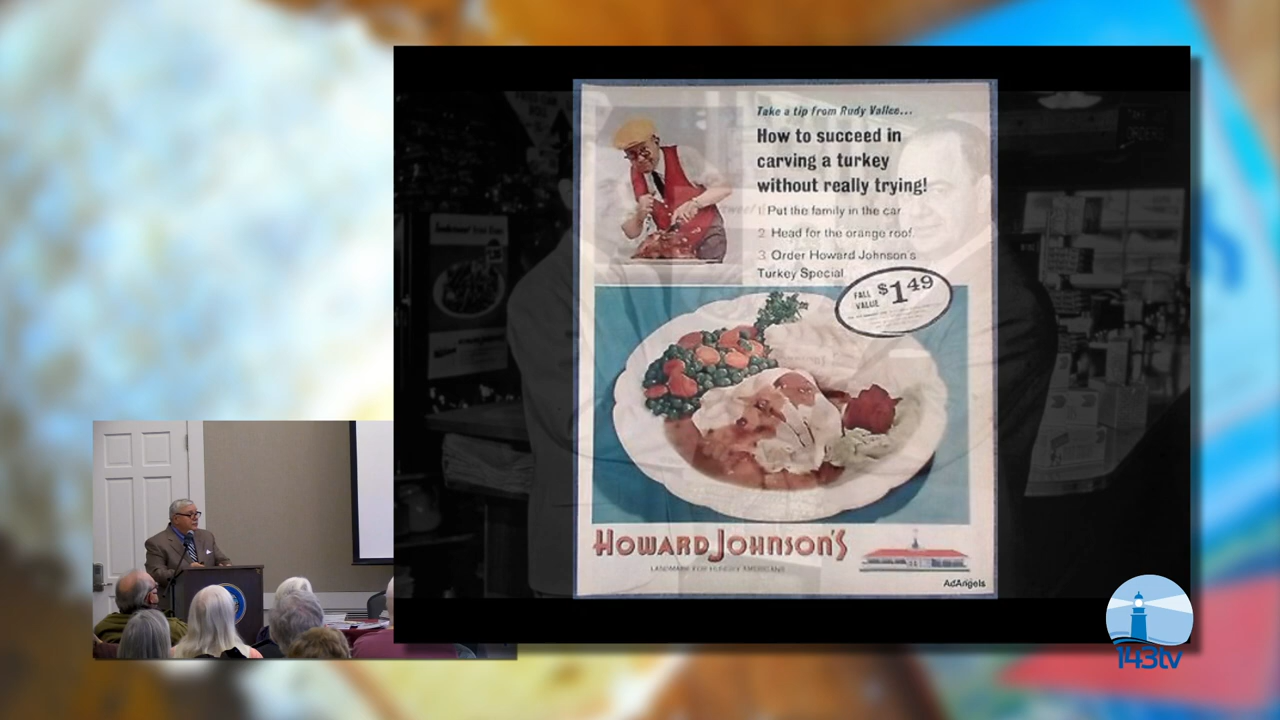 Take a tip from Rudy Vallee...
How to succeed in
carving a turkey
without really trying!
1 Put the family in the car
2 Head for the orange roof.
3 Order Howard Johnson's
Turkey Special
FALL
VALUE
$1 49
HOWARD JOHNSON'S
LANDMARK FOR HUNGRY AMERICANS
AdAngels
143tv